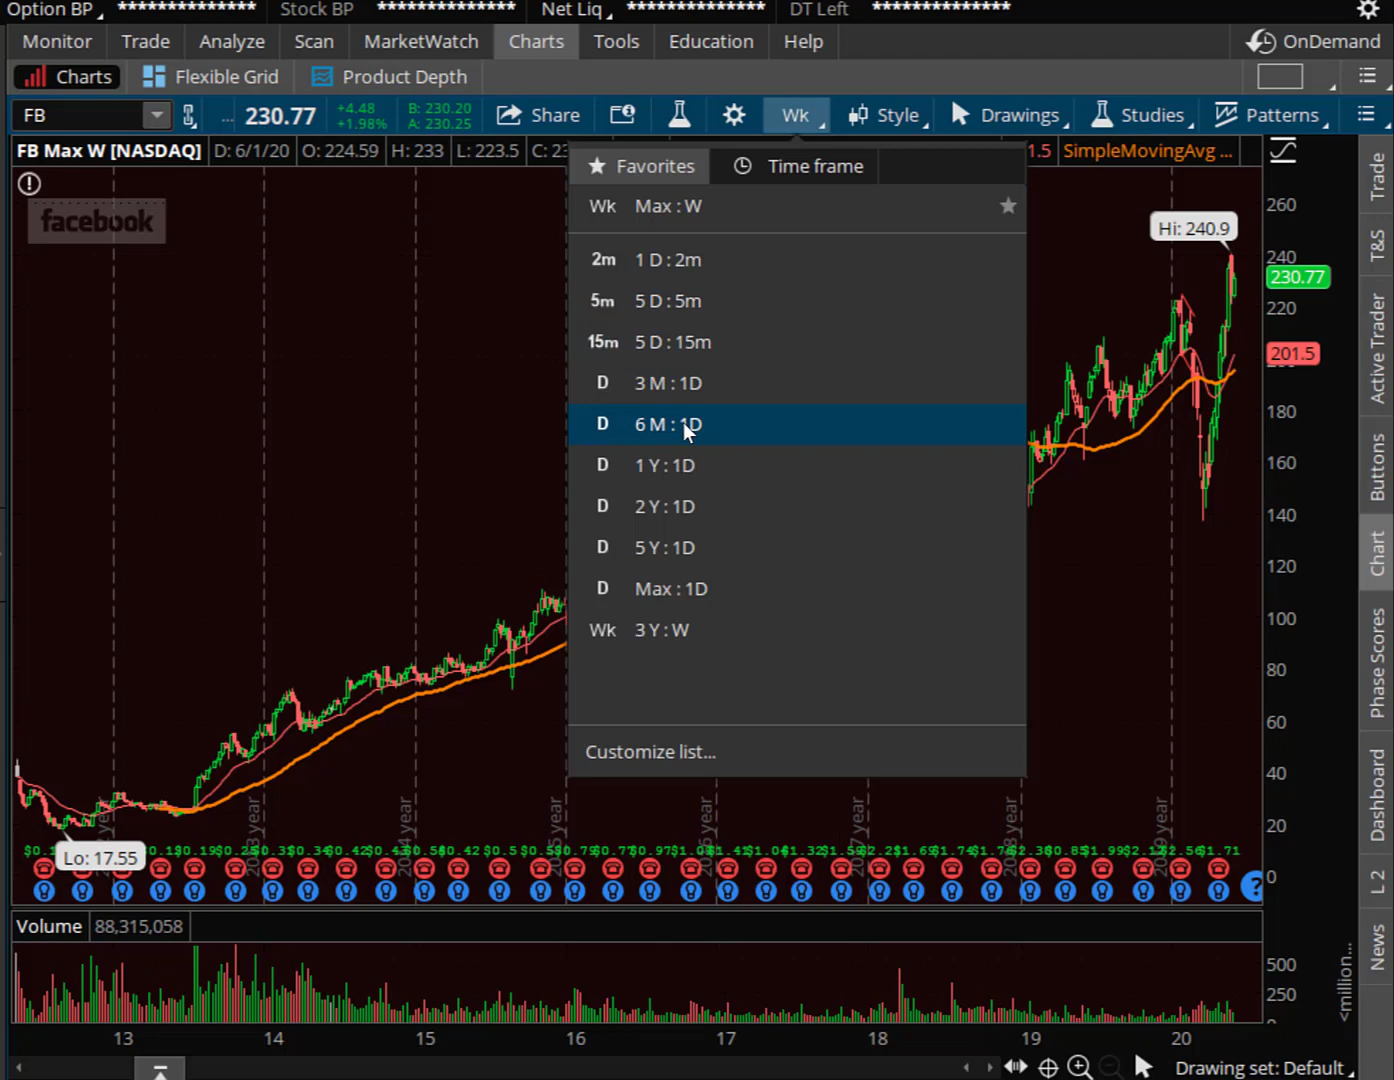 Option BP ************** Stock BP ************** Net Liq ************** DT Left **************
Monitor Trade Analyze Scan MarketWatch Charts Tools Education Help OnDemand
Charts Flexible Grid Product Depth
FB ... 230.77 +4.48 +1.98% B: 230.20 A: 230.25 Share Wk Style Drawings Studies Patterns
FB Max W [NASDAQ] D: 6/1/20 O: 224.59 H: 233 L: 223.5 C: 23 1.5 SimpleMovingAvg ...
Favorites Time frame
facebook
Wk Max : W
2m 1 D : 2m
5m 5 D : 5m
15m 5 D : 15m
D 3 M : 1D
D 6 M : 1D
D 1 Y : 1D
D 2 Y : 1D
D 5 Y : 1D
D Max : 1D
Wk 3 Y : W
Customize list...
Hi: 240.9
260
240
230.77
220
201.5
180
160
140
120
100
80
60
40
20
0
Lo: 17.55
Volume 88,315,058
500
250
<million...
13 14 15 16 17 18 19 20
Drawing set: Default
Trade
T&S
Active Trader
Buttons
Chart
Phase Scores
Dashboard
L 2
News